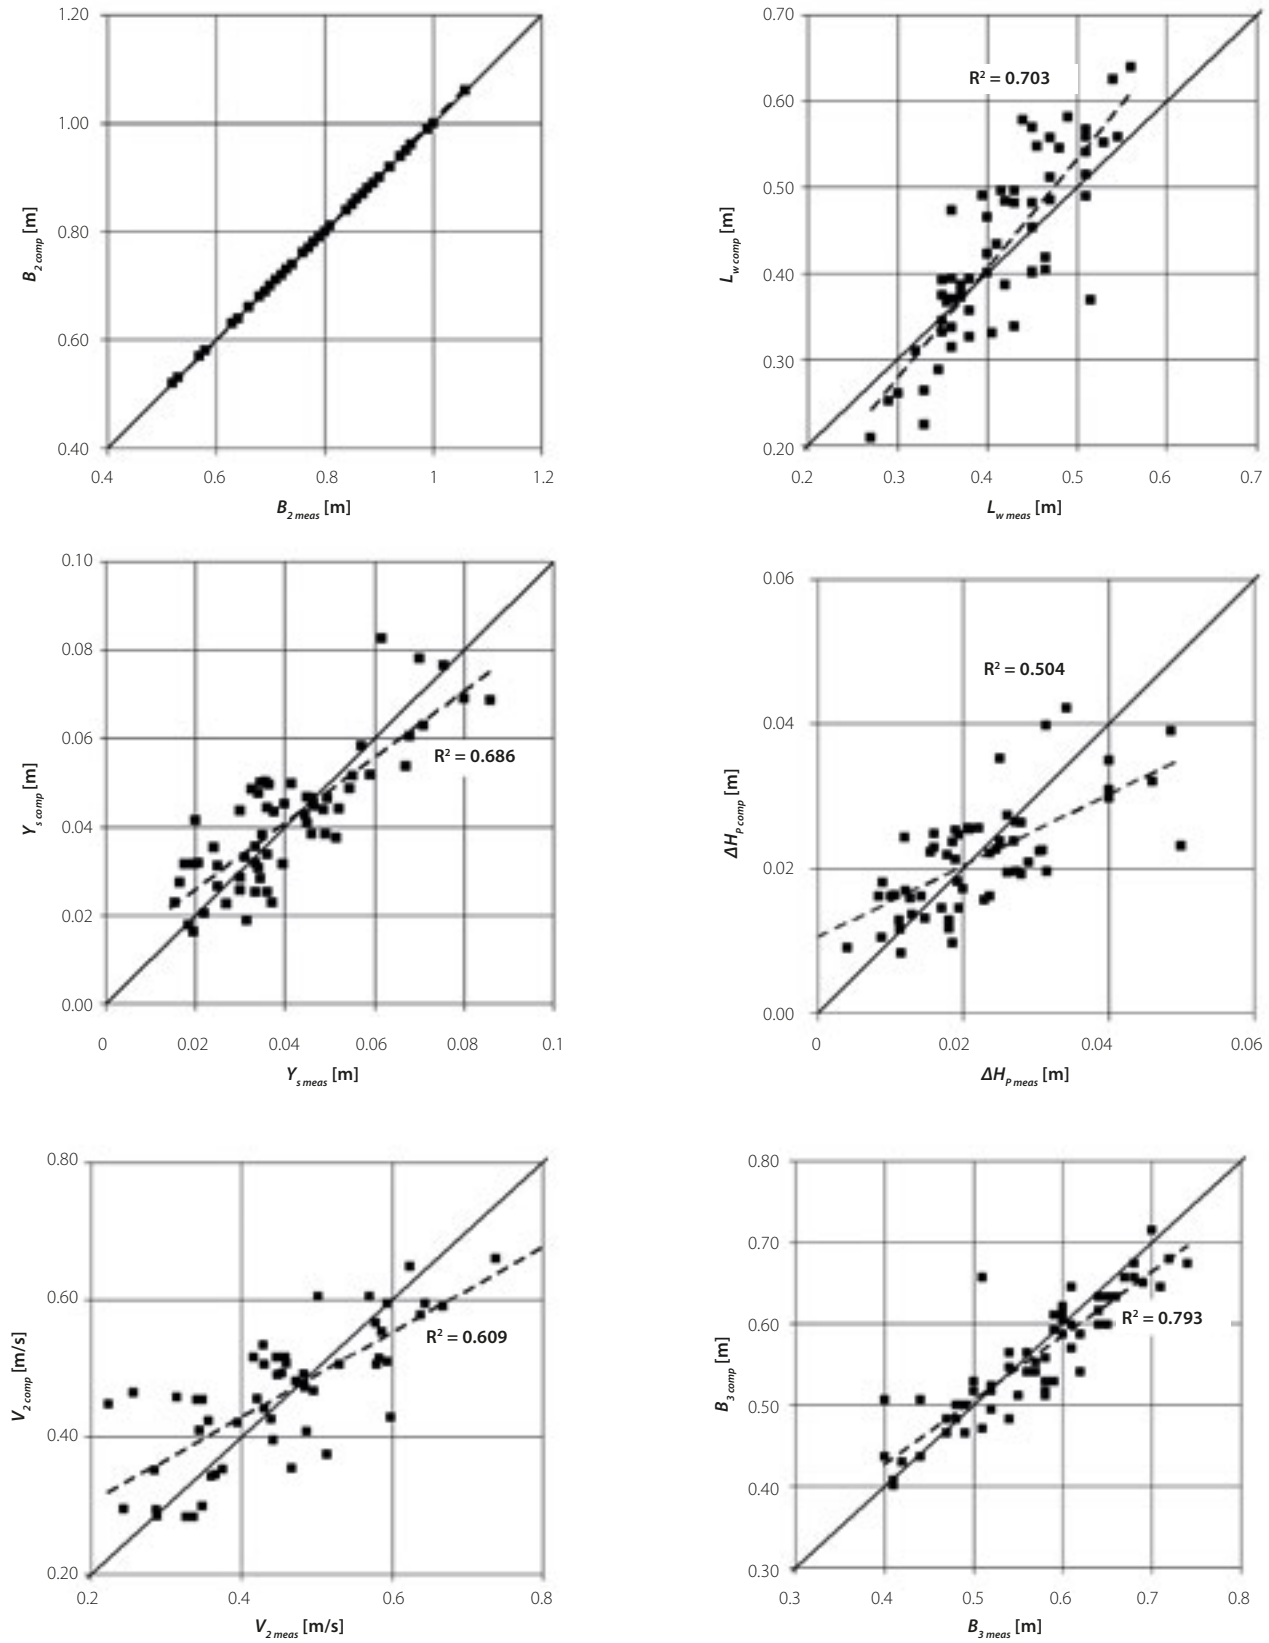 1.20
1.00
0.80
0.60
0.40
B2 comp [m]
0.4 0.6 0.8 1 1.2
B2 meas [m]
0.70
0.60
0.50
0.40
0.30
0.20
Lw comp [m]
R² = 0.703
0.2 0.3 0.4 0.5 0.6 0.7
Lw meas [m]
0.10
0.08
0.06
0.04
0.02
0.00
Ys comp [m]
R² = 0.686
0 0.02 0.04 0.06 0.08 0.1
Ys meas [m]
0.06
0.04
0.02
0.00
ΔHP comp [m]
R² = 0.504
0 0.02 0.04 0.06
ΔHP meas [m]
0.80
0.60
0.40
0.20
V2 comp [m/s]
R² = 0.609
0.2 0.4 0.6 0.8
V2 meas [m/s]
0.80
0.70
0.60
0.50
0.40
0.30
B3 comp [m]
R² = 0.793
0.3 0.4 0.5 0.6 0.7 0.8
B3 meas [m]